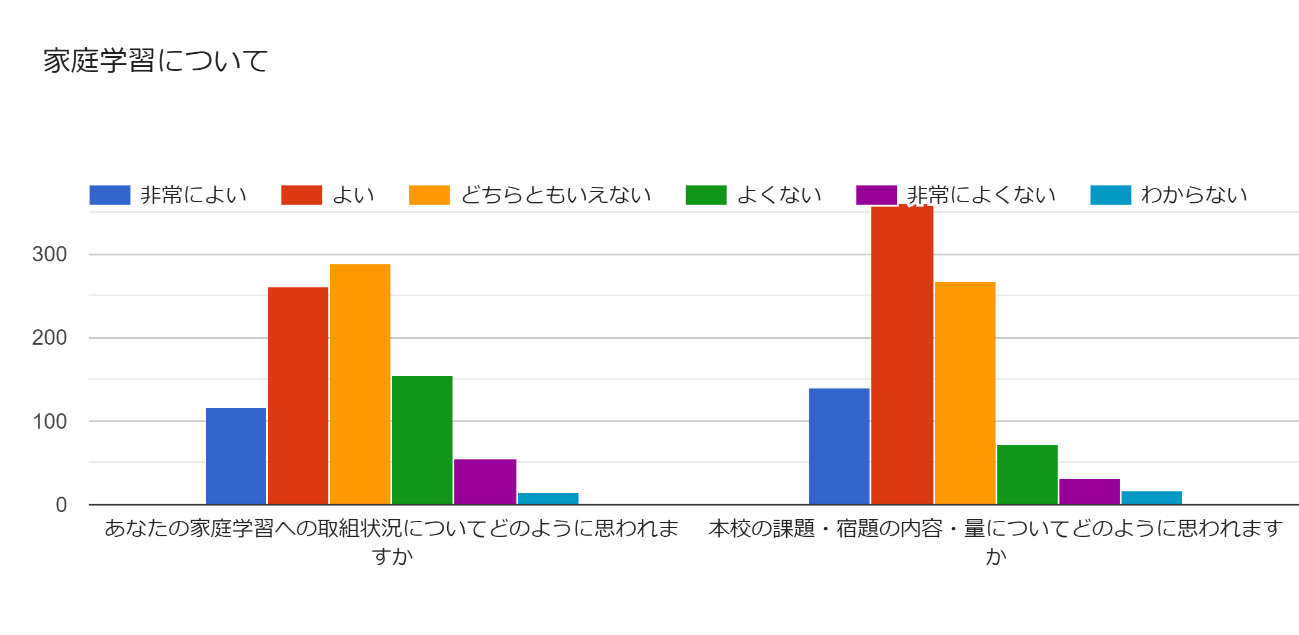 家庭学習について
非常によい よい どちらともいえない よくない 非常によくない わからない
300
200
100
0
あなたの家庭学習への取組状況についてどのように思われま
すか
本校の課題・宿題の内容・量についてどのように思われます
か